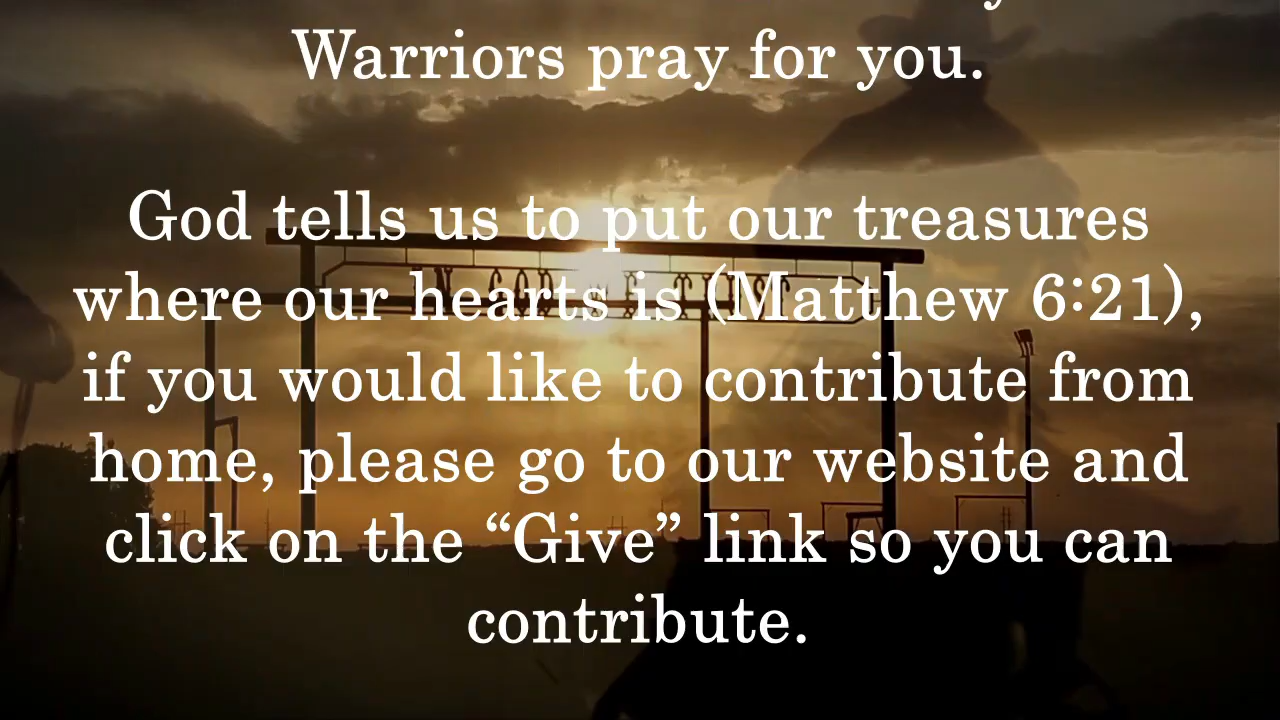 Warriors pray for you.
God tells us to put our treasures
where our hearts is (Matthew 6:21),
if you would like to contribute from
home, please go to our website and
click on the “Give” link so you can
contribute.